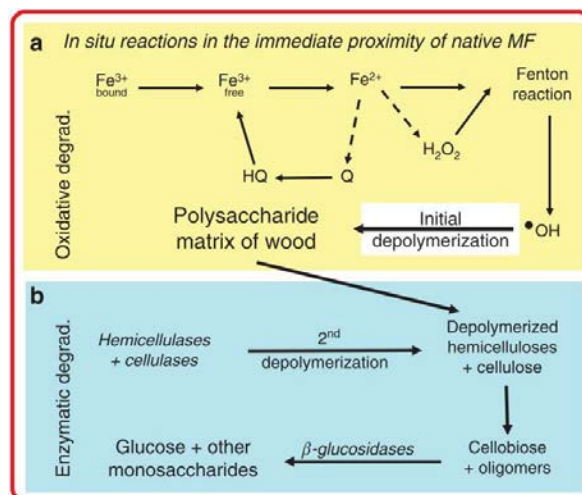 a
In situ reactions in the immediate proximity of native MF
Oxidative degrad.
Fe³⁺
bound
Fe³⁺
free
Fe²⁺
Fenton
reaction
H₂O₂
HQ
Q
Polysaccharide
matrix of wood
Initial
depolymerization
•OH
b
Enzymatic degrad.
Hemicellulases
+ cellulases
2nd
depolymerization
Depolymerized
hemicelluloses
+ cellulose
Glucose + other
monosaccharides
β-glucosidases
Cellobiose
+ oligomers